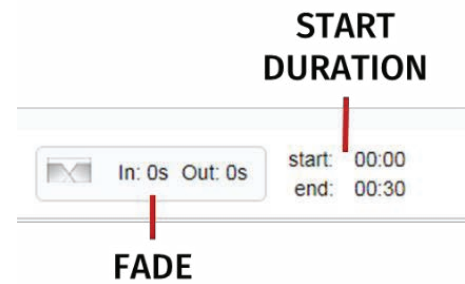 START
DURATION
In: 0s Out: 0s
start: 00:00
end: 00:30
FADE